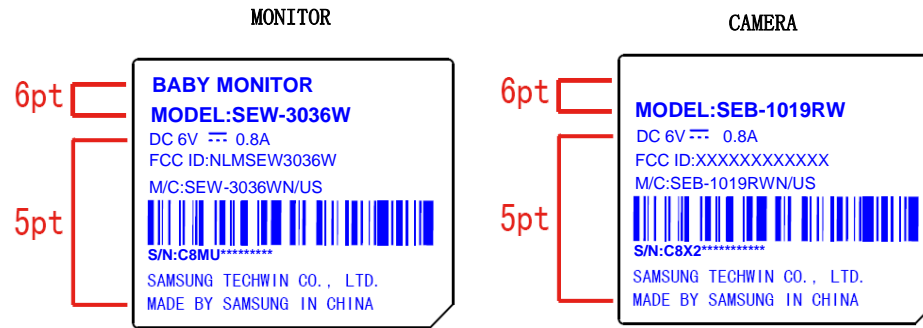 MONITOR
6pt
BABY MONITOR
MODEL:SEW-3036W
5pt
DC 6V ⎓ 0.8A
FCC ID:NLMSEW3036W
M/C:SEW-3036WN/US
S/N:C8MU*********
SAMSUNG TECHWIN CO., LTD.
MADE BY SAMSUNG IN CHINA
CAMERA
6pt
MODEL:SEB-1019RW
5pt
DC 6V ⎓ 0.8A
FCC ID:XXXXXXXXXXXX
M/C:SEB-1019RWN/US
S/N:C8X2***********
SAMSUNG TECHWIN CO., LTD.
MADE BY SAMSUNG IN CHINA